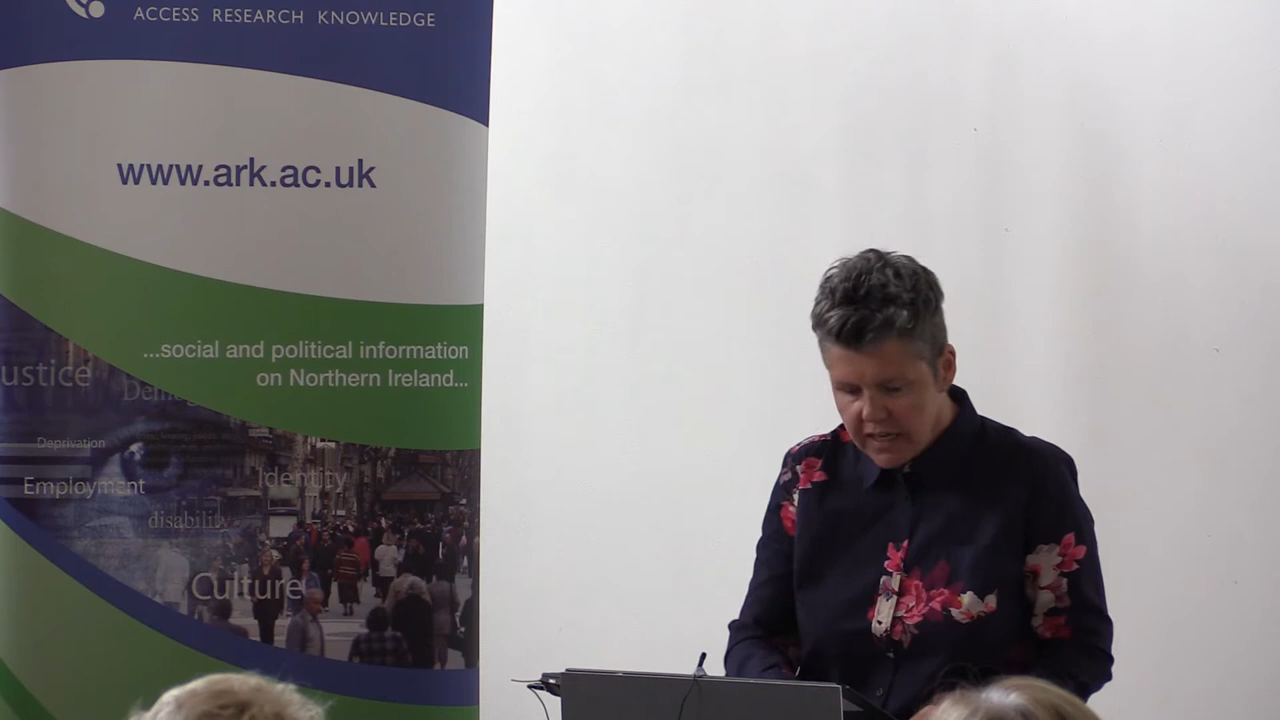 ACCESS RESEARCH KNOWLEDGE
www.ark.ac.uk
...social and political information
on Northern Ireland...
ustice
Demog
Deprivation
Employment
Identity
disability
Culture